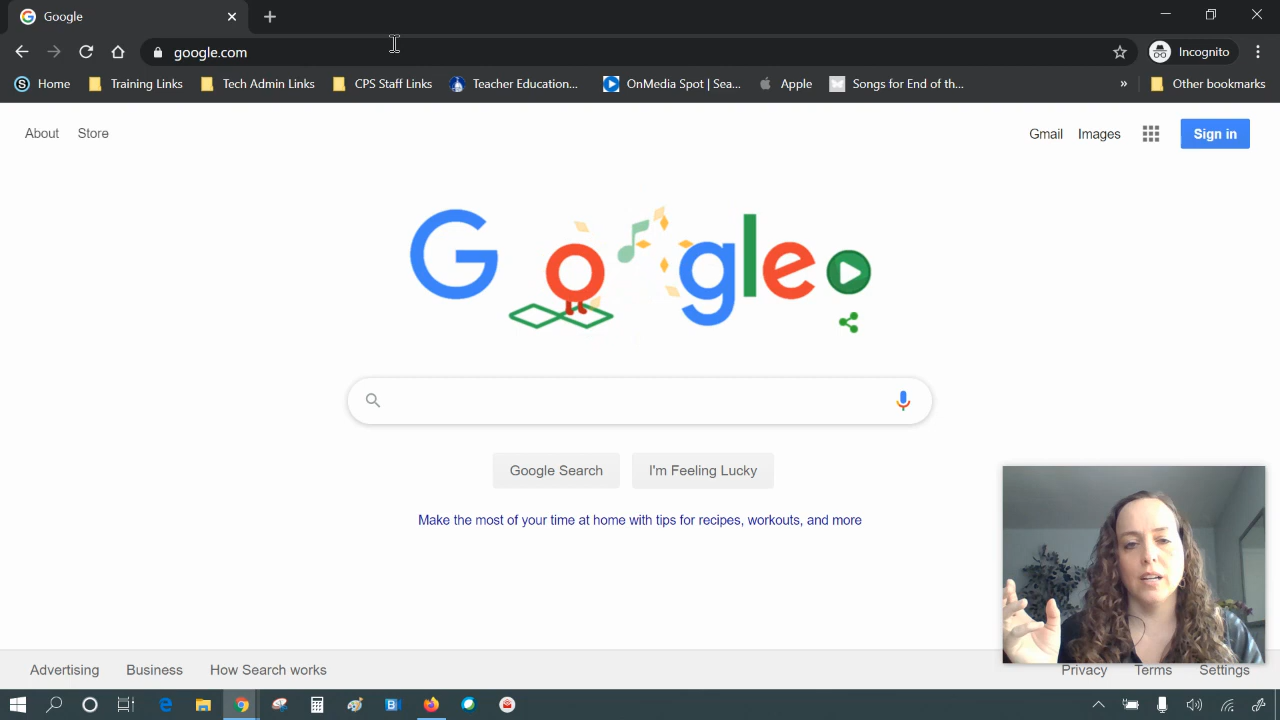 Google
google.com
Incognito
Home
Training Links
Tech Admin Links
CPS Staff Links
Teacher Education...
OnMedia Spot | Sea...
Apple
Songs for End of th...
»
Other bookmarks
About
Store
Gmail
Images
Sign in
Google
Google Search
I'm Feeling Lucky
Make the most of your time at home with tips for recipes, workouts, and more
Advertising
Business
How Search works
Privacy
Terms
Settings